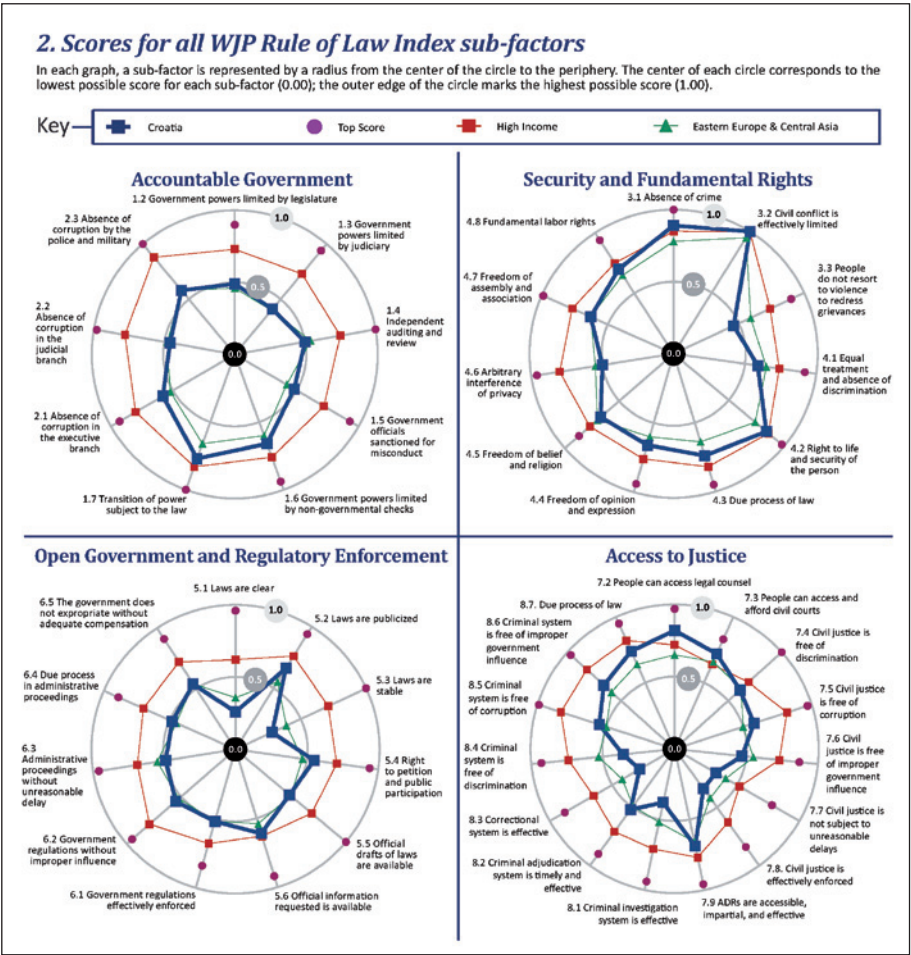 2. Scores for all WJP Rule of Law Index sub-factors
In each graph, a sub-factor is represented by a radius from the center of the circle to the periphery. The center of each circle corresponds to the
lowest possible score for each sub-factor (0.00); the outer edge of the circle marks the highest possible score (1.00).
Key
Croatia
Top Score
High Income
Eastern Europe & Central Asia
Accountable Government
1.2 Government powers limited by legislature
1.3 Government
powers limited
by judiciary
1.4
Independent
auditing and
review
1.5 Government
officials
sanctioned for
misconduct
1.6 Government powers limited
by non-governmental checks
1.7 Transition of power
subject to the law
2.1 Absence of
corruption in
the executive
branch
2.2
Absence of
corruption
in the
judicial
branch
2.3 Absence of
corruption by the
police and military
1.0
0.5
0.0
Security and Fundamental Rights
3.1 Absence of crime
3.2 Civil conflict is
effectively limited
3.3 People
do not resort
to violence
to redress
grievances
4.1 Equal
treatment
and absence of
discrimination
4.2 Right to life
and security of
the person
4.3 Due process of law
4.4 Freedom of opinion
and expression
4.5 Freedom of belief
and religion
4.6 Arbitrary
interference
of privacy
4.7 Freedom of
assembly and
association
4.8 Fundamental labor rights
1.0
0.5
0.0
Open Government and Regulatory Enforcement
5.1 Laws are clear
5.2 Laws are publicized
5.3 Laws are
stable
5.4 Right
to petition
and public
participation
5.5 Official
drafts of laws
are available
5.6 Official information
requested is available
6.1 Government regulations
effectively enforced
6.2 Government
regulations without
improper influence
6.3
Administrative
proceedings
without
unreasonable
delay
6.4 Due process
in administrative
proceedings
6.5 The government does
not expropriate without
adequate compensation
1.0
0.5
0.0
Access to Justice
7.2 People can access legal counsel
7.3 People can access and
afford civil courts
7.4 Civil justice is
free of
discrimination
7.5 Civil justice
is free of
corruption
7.6 Civil
justice is free
of improper
government
influence
7.7 Civil justice is
not subject to
unreasonable
delays
7.8. Civil justice is
effectively enforced
7.9 ADRs are accessible,
impartial, and effective
8.1 Criminal investigation
system is effective
8.2 Criminal adjudication
system is timely and
effective
8.3 Correctional
system is effective
8.4 Criminal
system is
free of
discrimination
8.5 Criminal
system is free
of corruption
8.6 Criminal system
is free of improper
government
influence
8.7. Due process of law
1.0
0.5
0.0